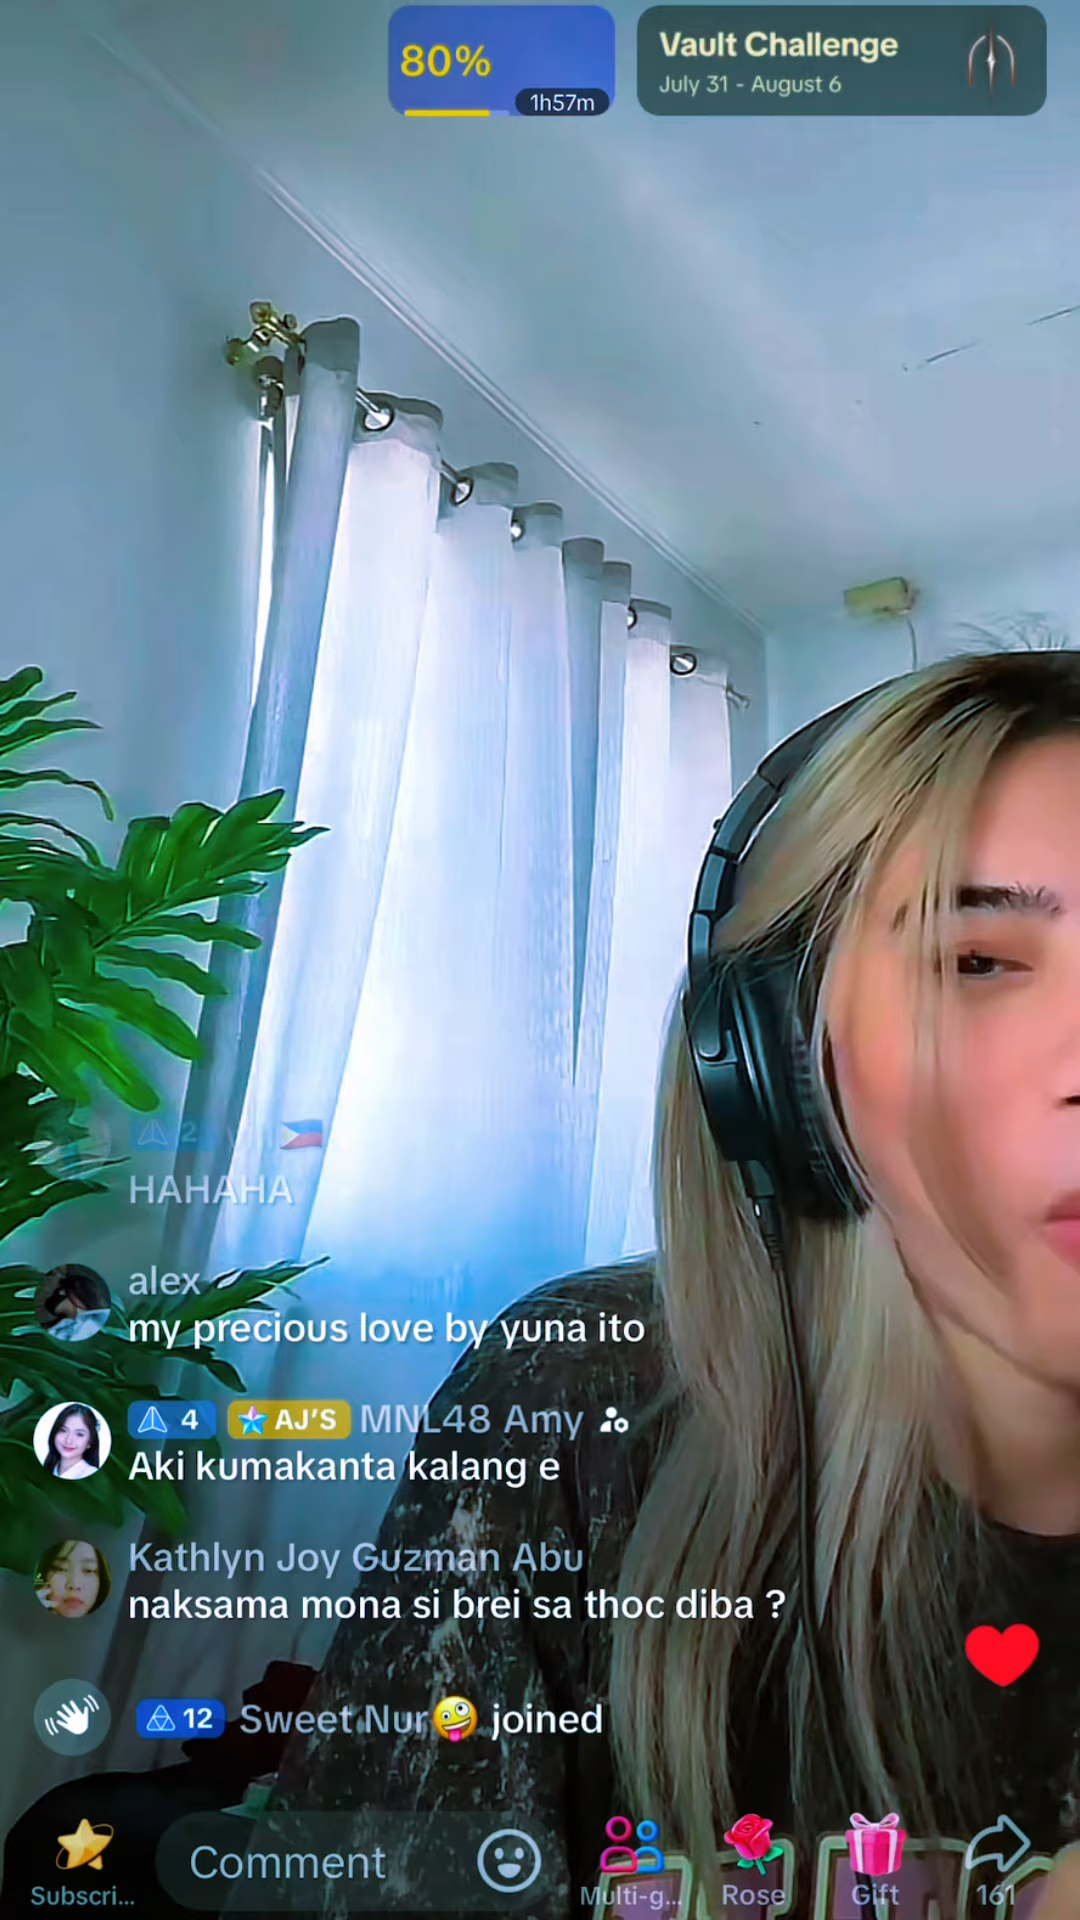 80%
1h57m
Vault Challenge
July 31 - August 6
2
HAHAHA
alex
my precious love by yuna ito
4 AJ'S MNL48 Amy
Aki kumakanta kalang e
Kathlyn Joy Guzman Abu
naksama mona si brei sa thoc diba ?
12 Sweet Nur🤪 joined
Comment
Subscri...
Multi-g...
Rose
Gift
161